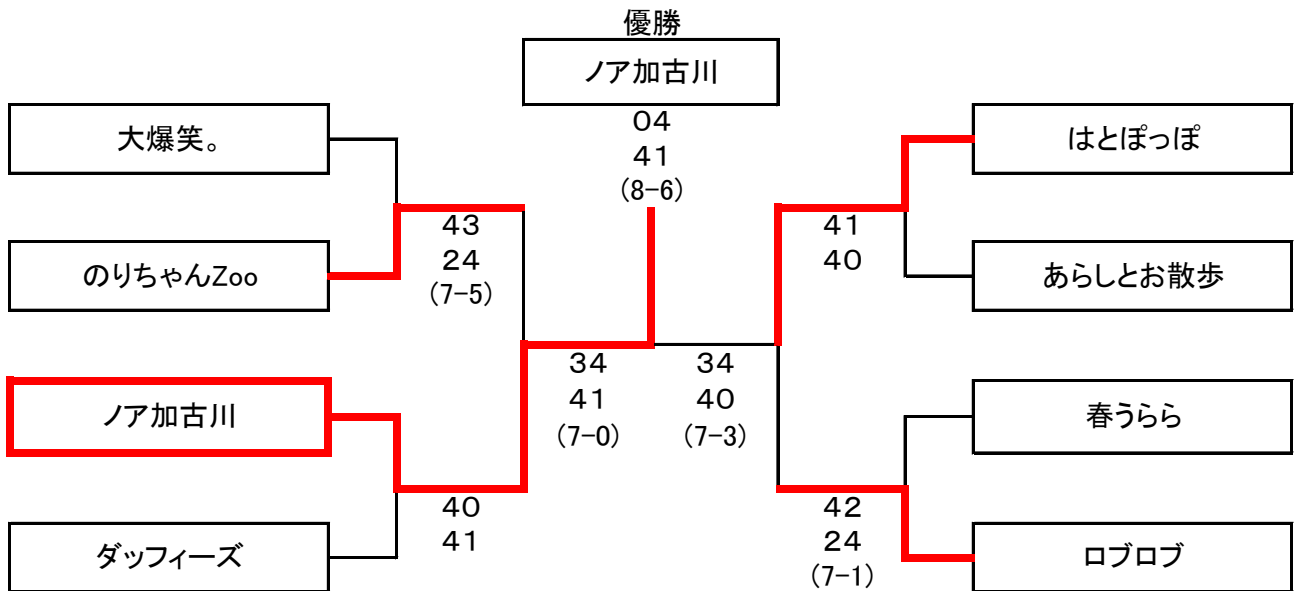 優勝
ノア加古川
04
41
(8-6)
大爆笑。
のりちゃんZoo
43
24
(7-5)
ノア加古川
ダッフィーズ
40
41
34
41
(7-0)
34
40
(7-3)
はとぽっぽ
あらしとお散歩
41
40
春うらら
ロブロブ
42
24
(7-1)